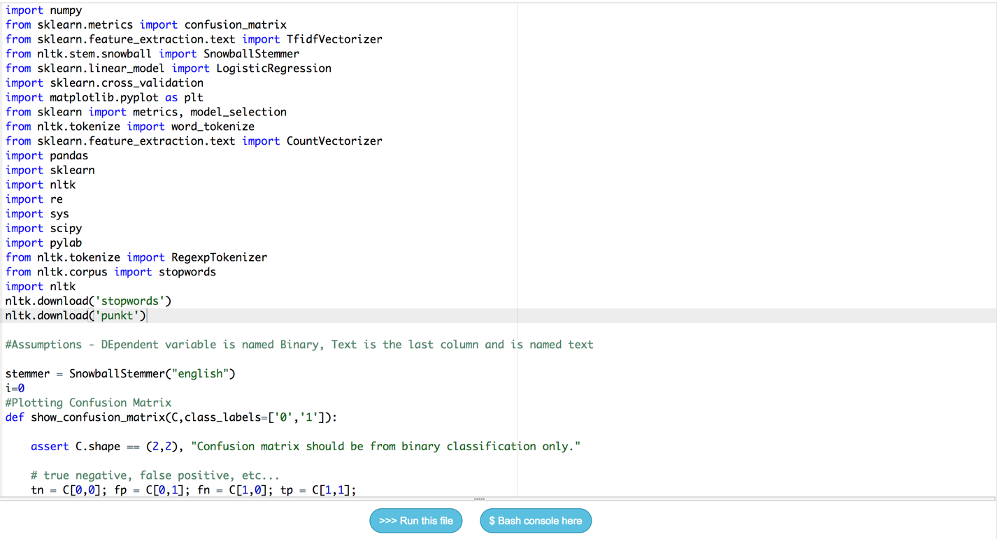 import numpy
from sklearn.metrics import confusion_matrix
from sklearn.feature_extraction.text import TfidfVectorizer
from nltk.stem.snowball import SnowballStemmer
from sklearn.linear_model import LogisticRegression
import sklearn.cross_validation
import matplotlib.pyplot as plt
from sklearn import metrics, model_selection
from nltk.tokenize import word_tokenize
from sklearn.feature_extraction.text import CountVectorizer
import pandas
import sklearn
import nltk
import re
import sys
import scipy
import pylab
from nltk.tokenize import RegexpTokenizer
from nltk.corpus import stopwords
import nltk
nltk.download('stopwords')
nltk.download('punkt')
#Assumptions - DEpendent variable is named Binary, Text is the last column and is named text
stemmer = SnowballStemmer("english")
i=0
#Plotting Confusion Matrix
def show_confusion_matrix(C,class_labels=['0','1']):
    assert C.shape == (2,2), "Confusion matrix should be from binary classification only."
    # true negative, false positive, etc...
    tn = C[0,0]; fp = C[0,1]; fn = C[1,0]; tp = C[1,1];
>>> Run this file
$ Bash console here